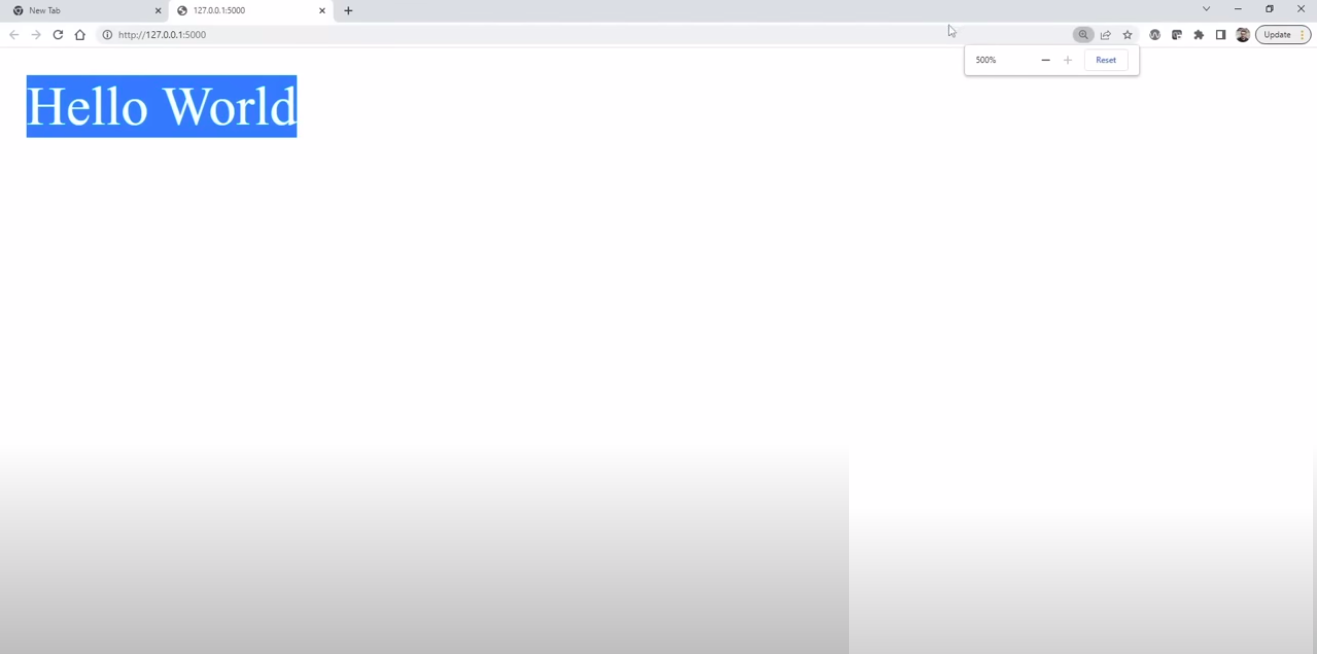 New Tab
127.0.0.1:5000
http://127.0.0.1:5000
Update
500%
Reset
Hello World